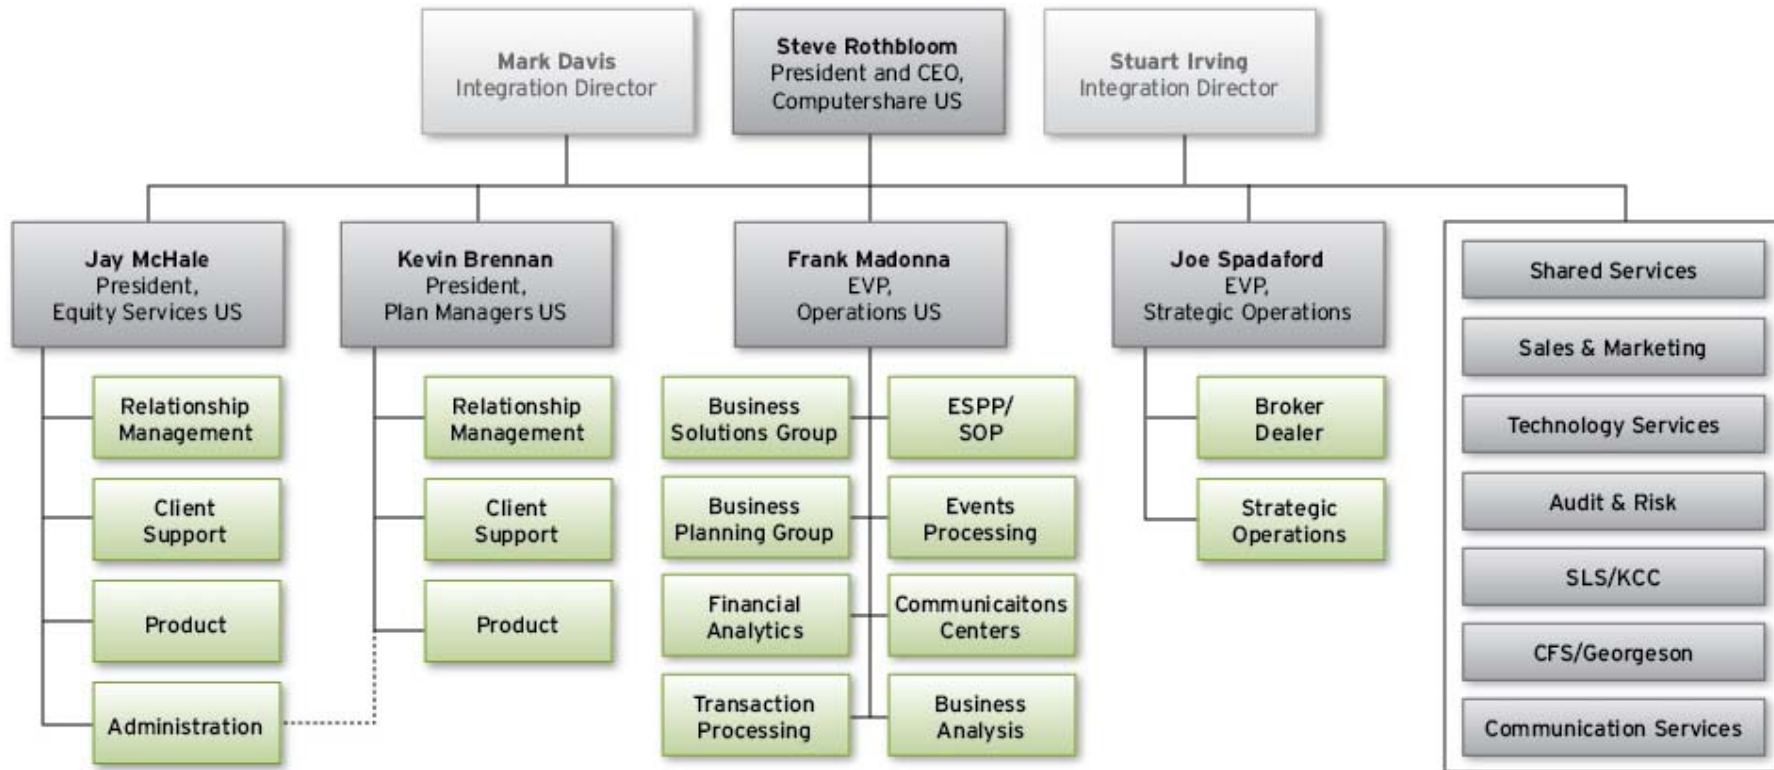 Mark Davis
Integration Director
Steve Rothbloom
President and CEO,
Computershare US
Stuart Irving
Integration Director
Jay McHale
President,
Equity Services US
Kevin Brennan
President,
Plan Managers US
Frank Madonna
EVP,
Operations US
Joe Spadaford
EVP,
Strategic Operations
Relationship
Management
Client
Support
Product
Administration
Relationship
Management
Client
Support
Product
Business
Solutions Group
ESPP/
SOP
Business
Planning Group
Events
Processing
Financial
Analytics
Communicaitons
Centers
Transaction
Processing
Business
Analysis
Broker
Dealer
Strategic
Operations
Shared Services
Sales & Marketing
Technology Services
Audit & Risk
SLS/KCC
CFS/Georgeson
Communication Services